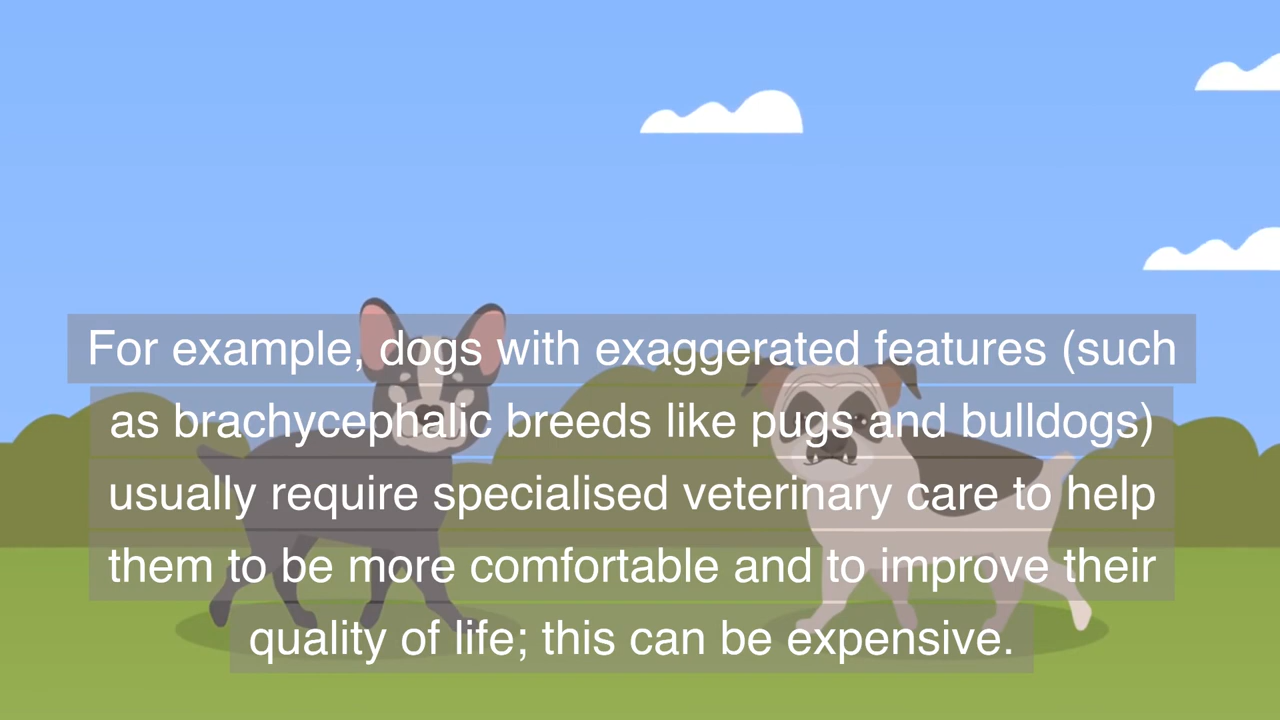 For example, dogs with exaggerated features (such
as brachycephalic breeds like pugs and bulldogs)
usually require specialised veterinary care to help
them to be more comfortable and to improve their
quality of life; this can be expensive.